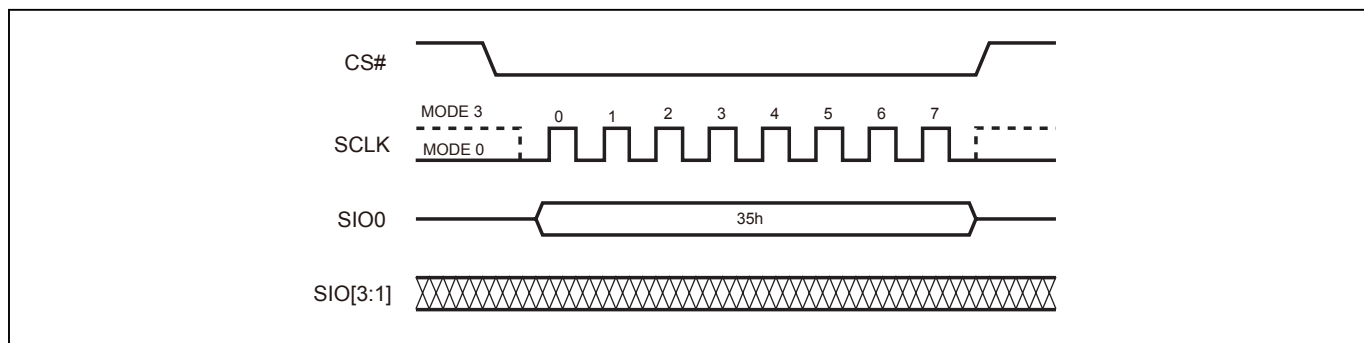 CS#
MODE 3
0 1 2 3 4 5 6 7
SCLK
MODE 0
SIO0
35h
SIO[3:1]